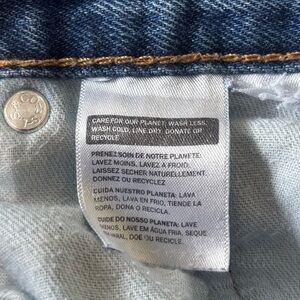 CARE FOR OUR PLANET: WASH LESS,
WASH COLD, LINE DRY, DONATE OR
RECYCLE
PRENEZ SOIN DE NOTRE PLANETE:
LAVEZ MOINS, LAVEZ A FROID,
LAISSEZ SECHER NATURELLEMENT,
DONNEZ OU RECYCLEZ
CUIDA NUESTRO PLANETA: LAVA
MENOS, LAVA EN FRIO, TIENDE LA
ROPA, DONA O RECICLA.
CUIDE DO NOSSO PLANETA: LAVE
MENOS, LAVE EM AGUA FRIA, SEQUE
DOE OU RECICLE.